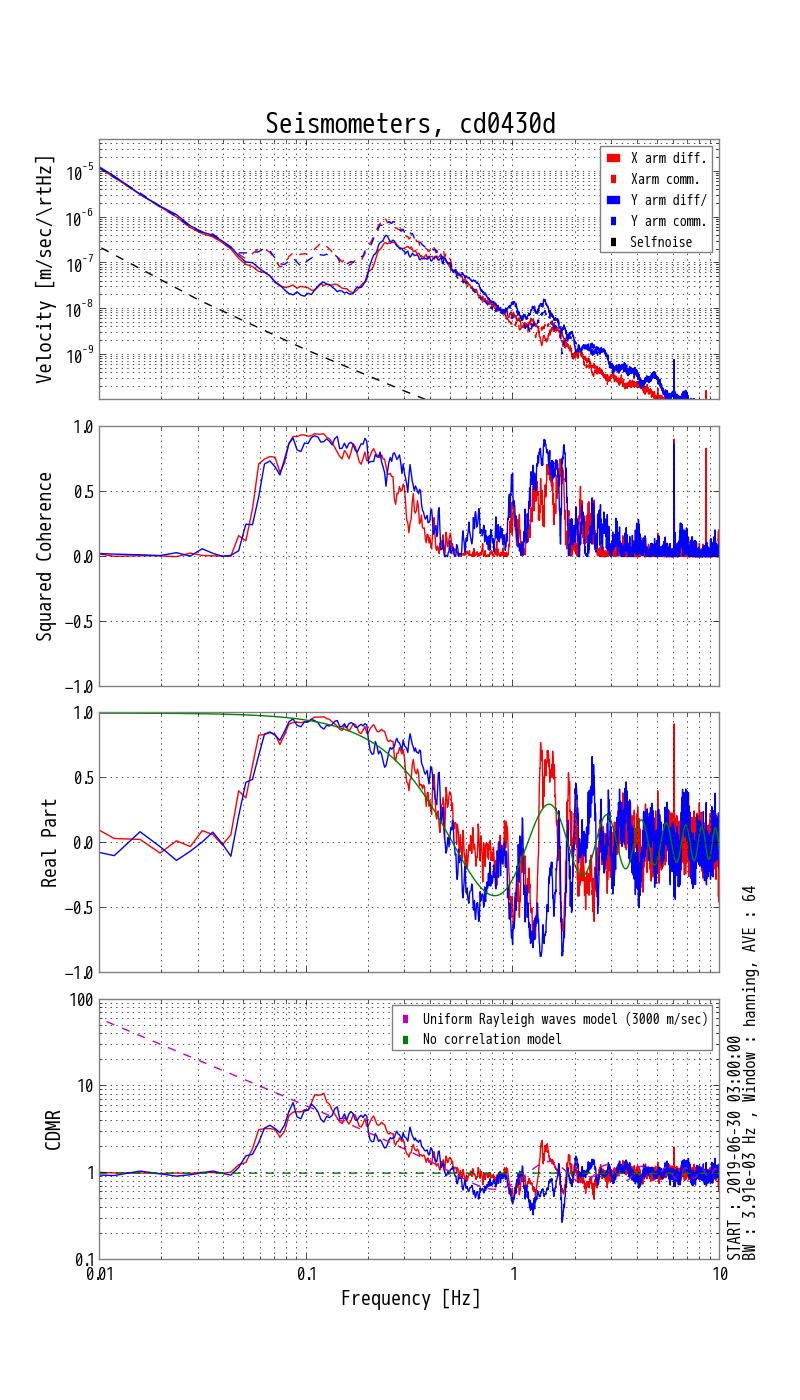 Seismometers, cd0430d
Velocity [m/sec/\rtHz]
10^-5
10^-6
10^-7
10^-8
10^-9
X arm diff.
Xarm comm.
Y arm diff/
Y arm comm.
Selfnoise
Squared Coherence
1.0
0.5
0.0
−0.5
−1.0
Real Part
1.0
0.5
0.0
−0.5
−1.0
CDMR
100
10
1
0.1
Uniform Rayleigh waves model (3000 m/sec)
No correlation model
0.01 0.1 1 10
Frequency [Hz]
START : 2019-06-30 03:00:00
BW : 3.91e-03 Hz , Window : hanning, AVE : 64